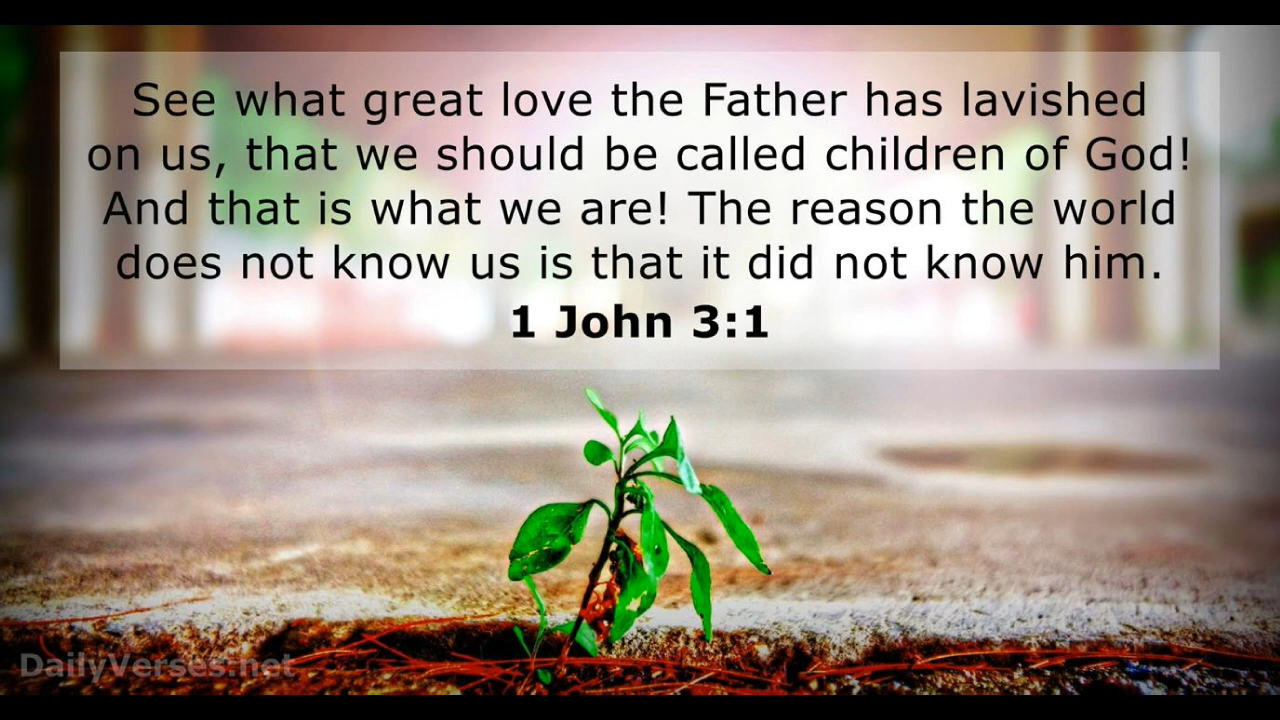 See what great love the Father has lavished
on us, that we should be called children of God!
And that is what we are! The reason the world
does not know us is that it did not know him.
1 John 3:1
DailyVerses.net